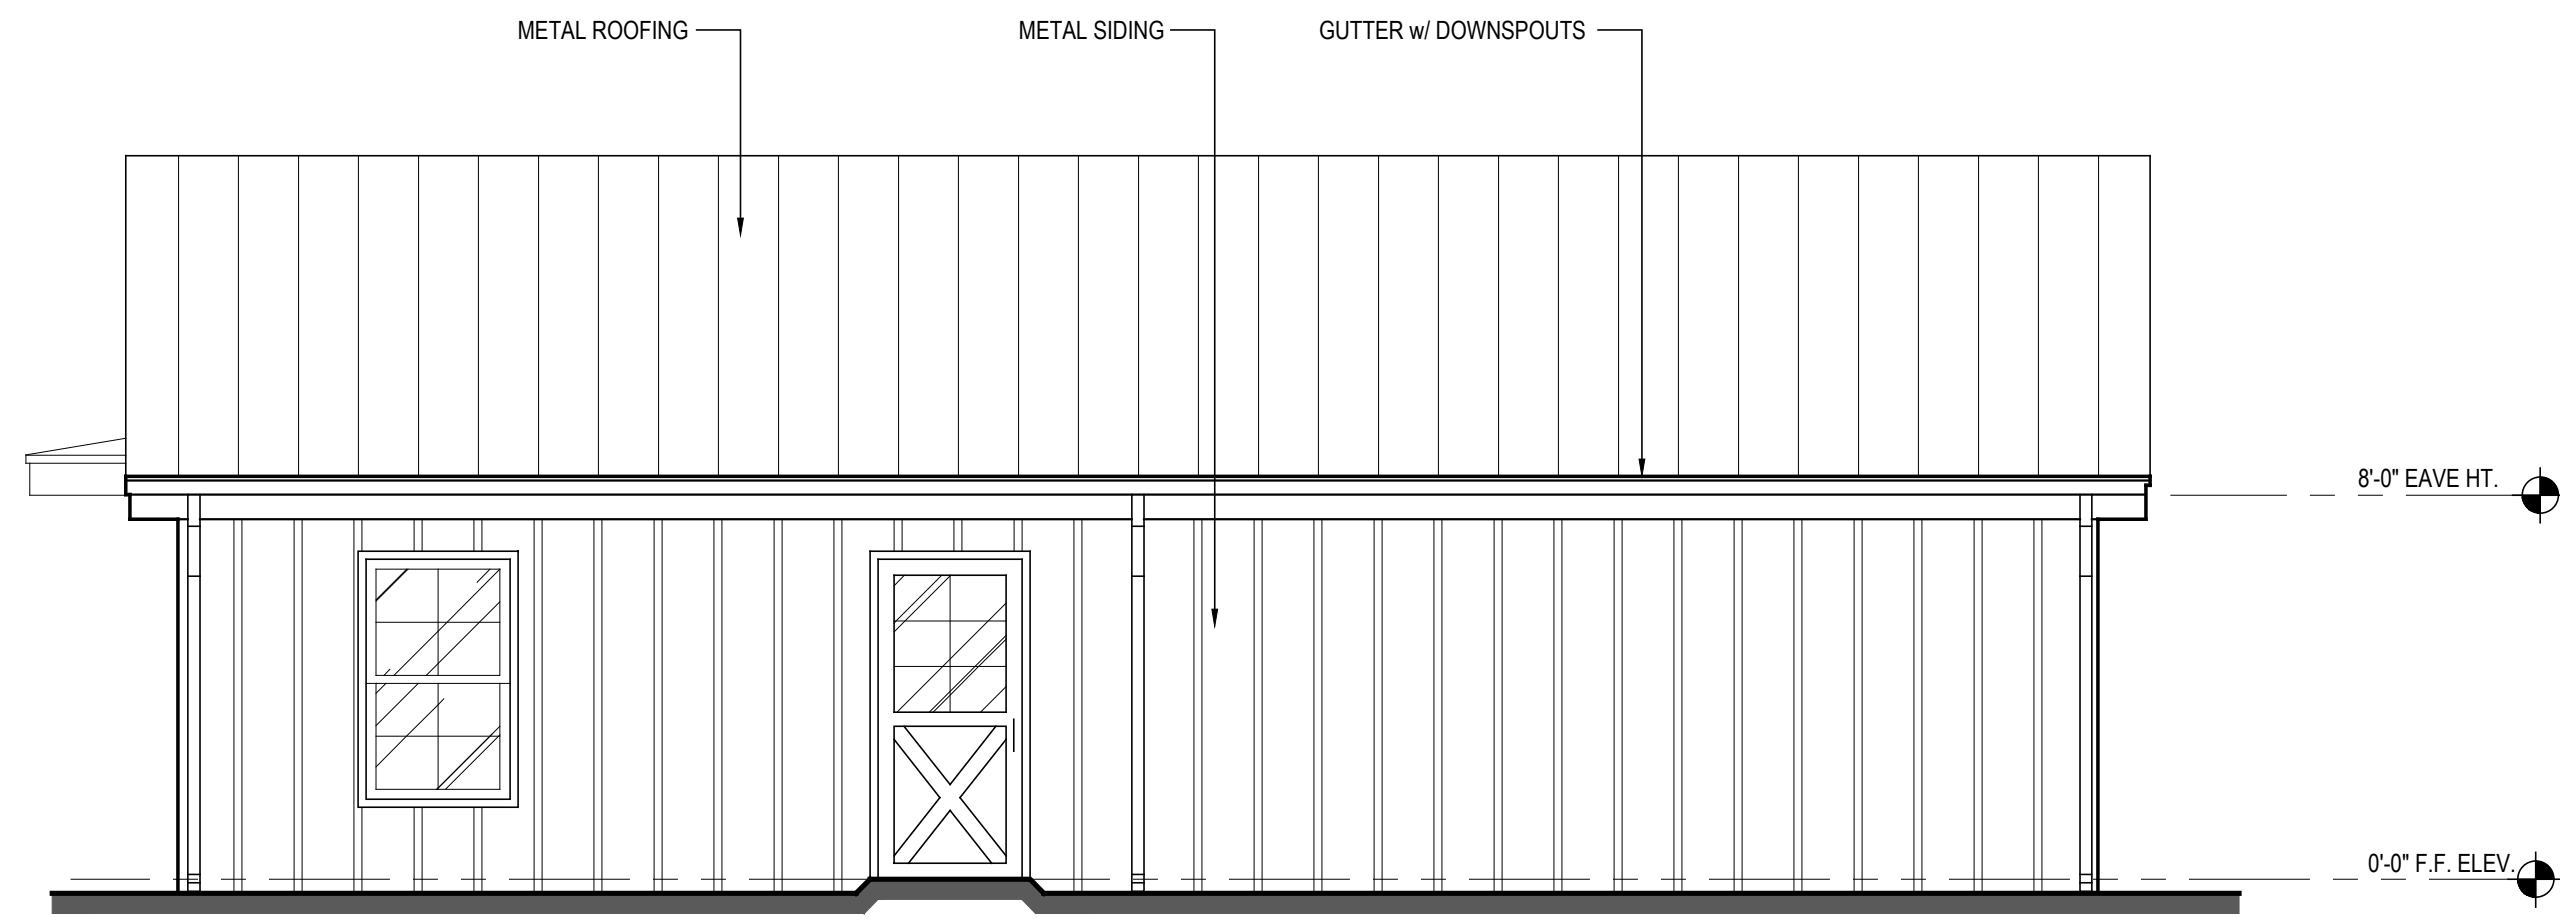 METAL ROOFING
METAL SIDING
GUTTER w/ DOWNSPOUTS
8'-0" EAVE HT.
0'-0" F.F. ELEV.